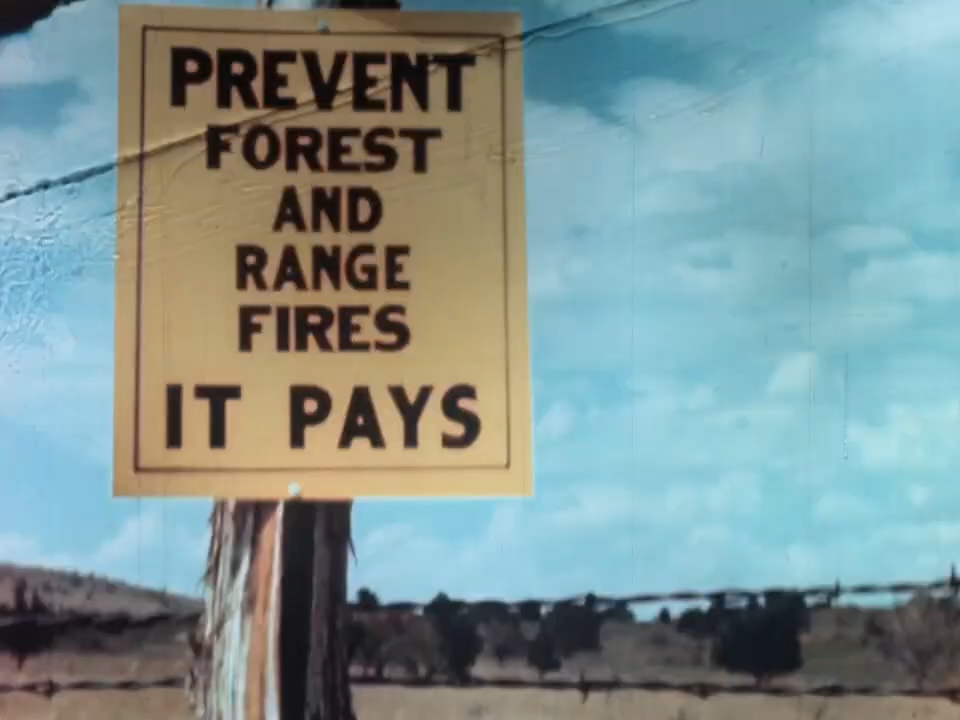 PREVENT
FOREST
AND
RANGE
FIRES
IT PAYS